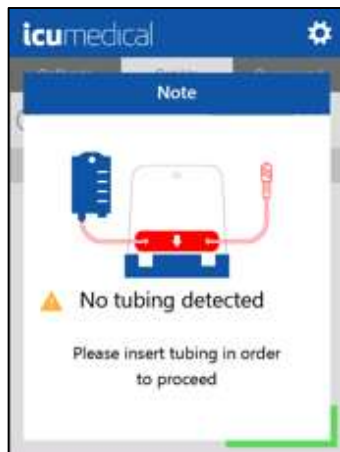 icumedical
Note
No tubing detected
Please insert tubing in order
to proceed